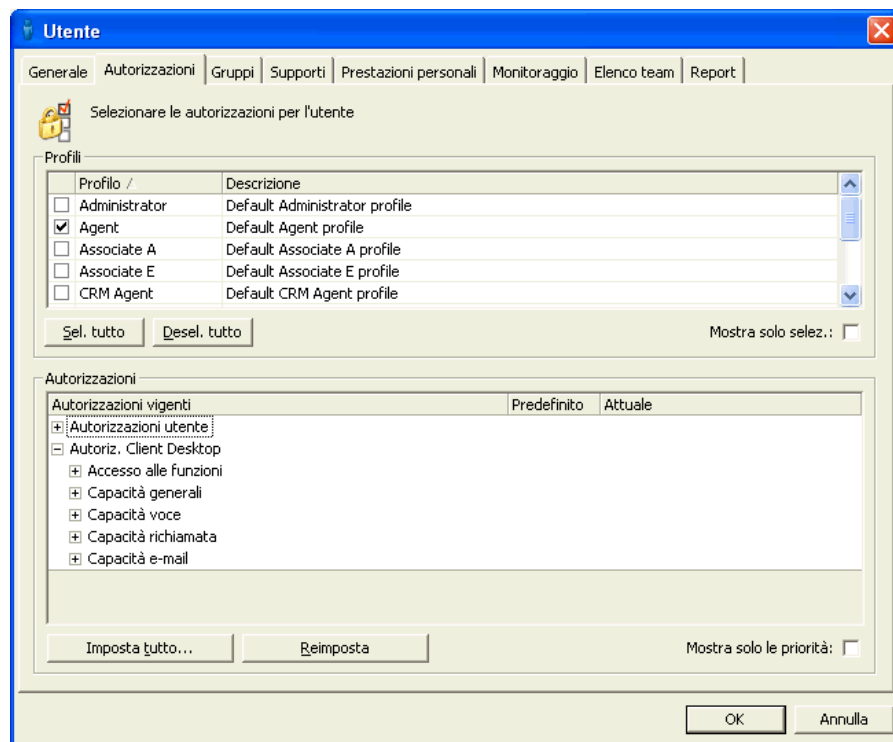 Utente
Generale Autorizzazioni Gruppi Supporti Prestazioni personali Monitoraggio Elenco team Report
Selezionare le autorizzazioni per l'utente
Profili
Profilo Descrizione
Administrator Default Administrator profile
Agent Default Agent profile
Associate A Default Associate A profile
Associate E Default Associate E profile
CRM Agent Default CRM Agent profile
Sel. tutto Desel. tutto Mostra solo selez.:
Autorizzazioni
Autorizzazioni vigenti Predefinito Attuale
Autorizzazioni utente
Autoriz. Client Desktop
Accesso alle funzioni
Capacità generali
Capacità voce
Capacità richiamata
Capacità e-mail
Imposta tutto... Reimposta Mostra solo le priorità:
OK Annulla